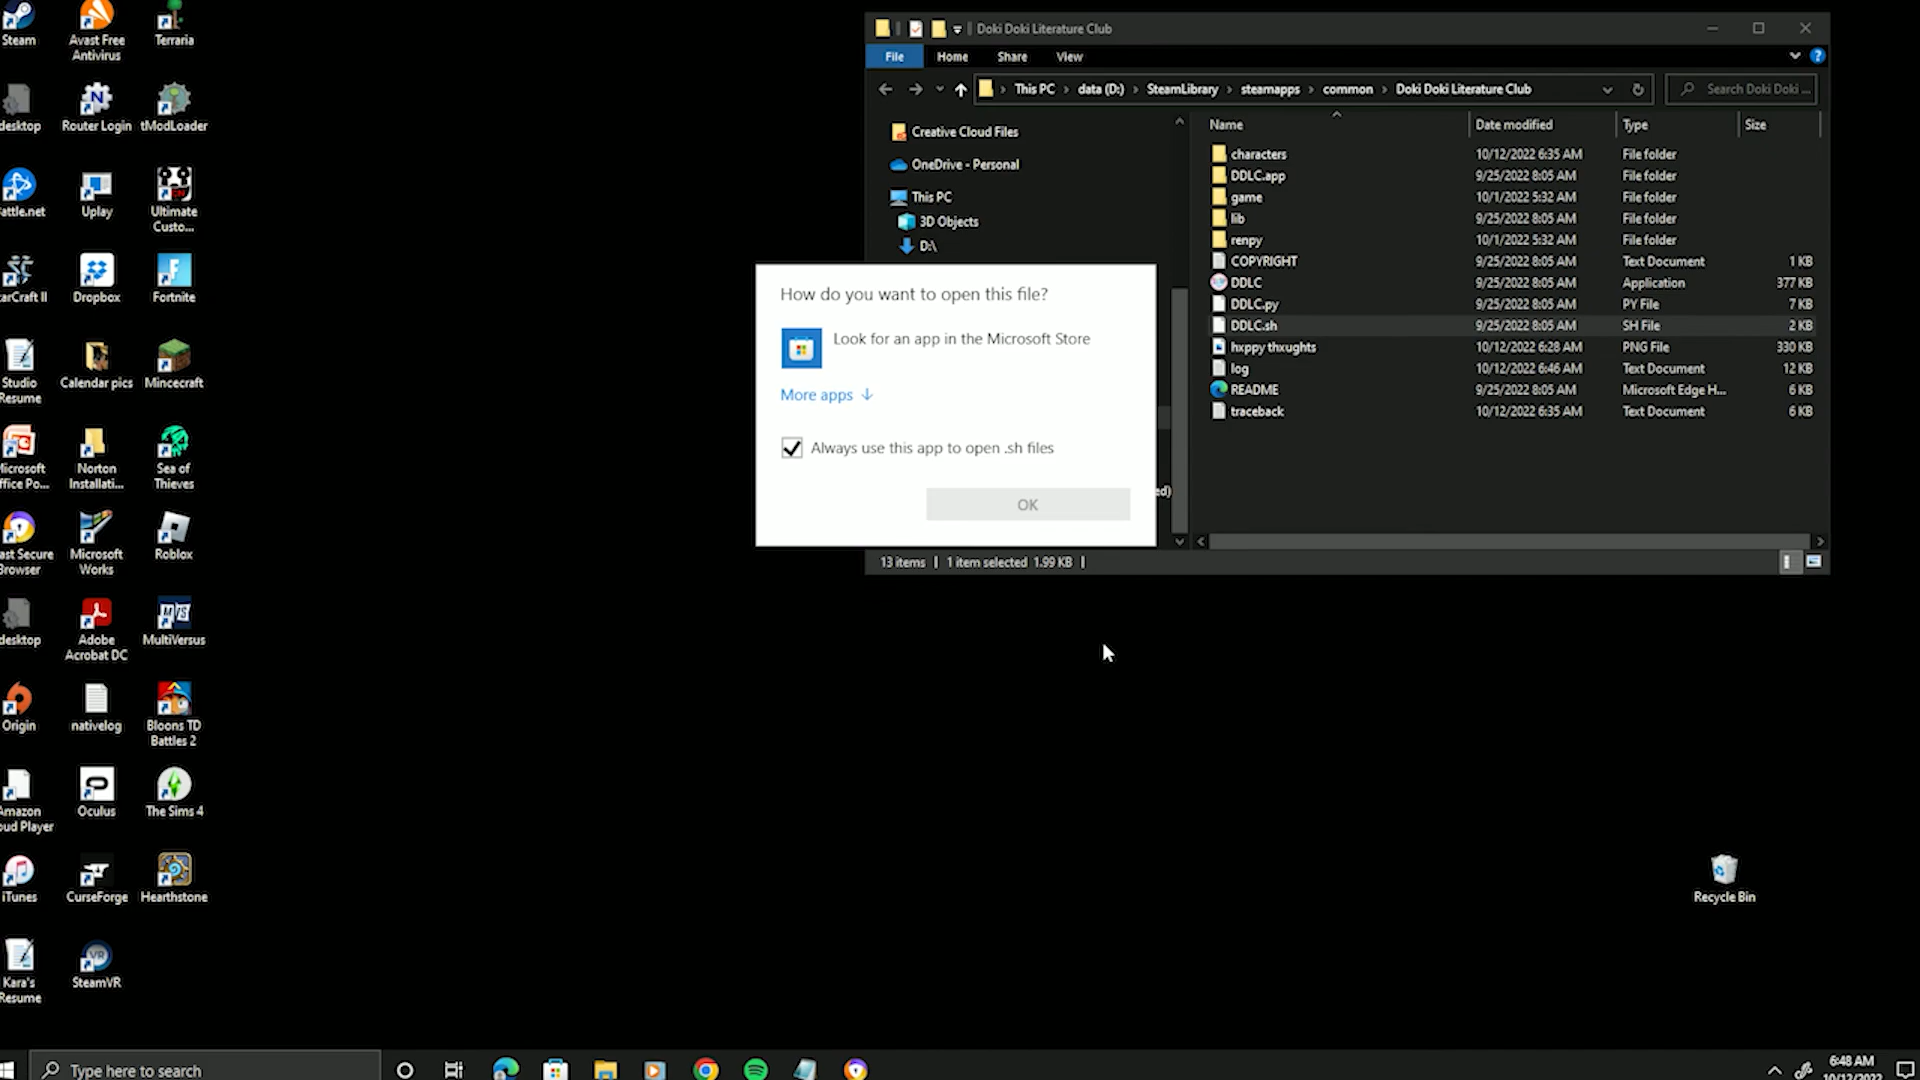 Steam
Avast Free
Antivirus
Terraria
desktop
Router Login
tModLoader
attle.net
Uplay
Ultimate
Custo...
arCraft II
Dropbox
Fortnite
Studio
Resume
Calendar pics
Mincecraft
Microsoft
ffice Po...
Norton
Installati...
Sea of
Thieves
ast Secure
Browser
Microsoft
Works
Roblox
desktop
Adobe
Acrobat DC
MultiVersus
Origin
nativelog
Bloons TD
Battles 2
Amazon
oud Player
Oculus
The Sims 4
iTunes
CurseForge
Hearthstone
Kara's
Resume
SteamVR
Doki Doki Literature Club
File Home Share View
This PC › data (D:) › SteamLibrary › steamapps › common › Doki Doki Literature Club
Search Doki Doki ...
Creative Cloud Files
OneDrive - Personal
This PC
3D Objects
D:\
Name Date modified Type Size
characters 10/12/2022 6:35 AM File folder
DDLC.app 9/25/2022 8:05 AM File folder
game 10/1/2022 5:32 AM File folder
lib 9/25/2022 8:05 AM File folder
renpy 10/1/2022 5:32 AM File folder
COPYRIGHT 9/25/2022 8:05 AM Text Document 1 KB
DDLC 9/25/2022 8:05 AM Application 377 KB
DDLC.py 9/25/2022 8:05 AM PY File 7 KB
DDLC.sh 9/25/2022 8:05 AM SH File 2 KB
hxppy thxughts 10/12/2022 6:28 AM PNG File 330 KB
log 10/12/2022 6:46 AM Text Document 12 KB
README 9/25/2022 8:05 AM Microsoft Edge H... 6 KB
traceback 10/12/2022 6:35 AM Text Document 6 KB
ed)
13 items | 1 item selected 1.99 KB |
How do you want to open this file?
Look for an app in the Microsoft Store
More apps ↓
Always use this app to open .sh files
OK
Recycle Bin
Type here to search
6:48 AM
10/12/2022